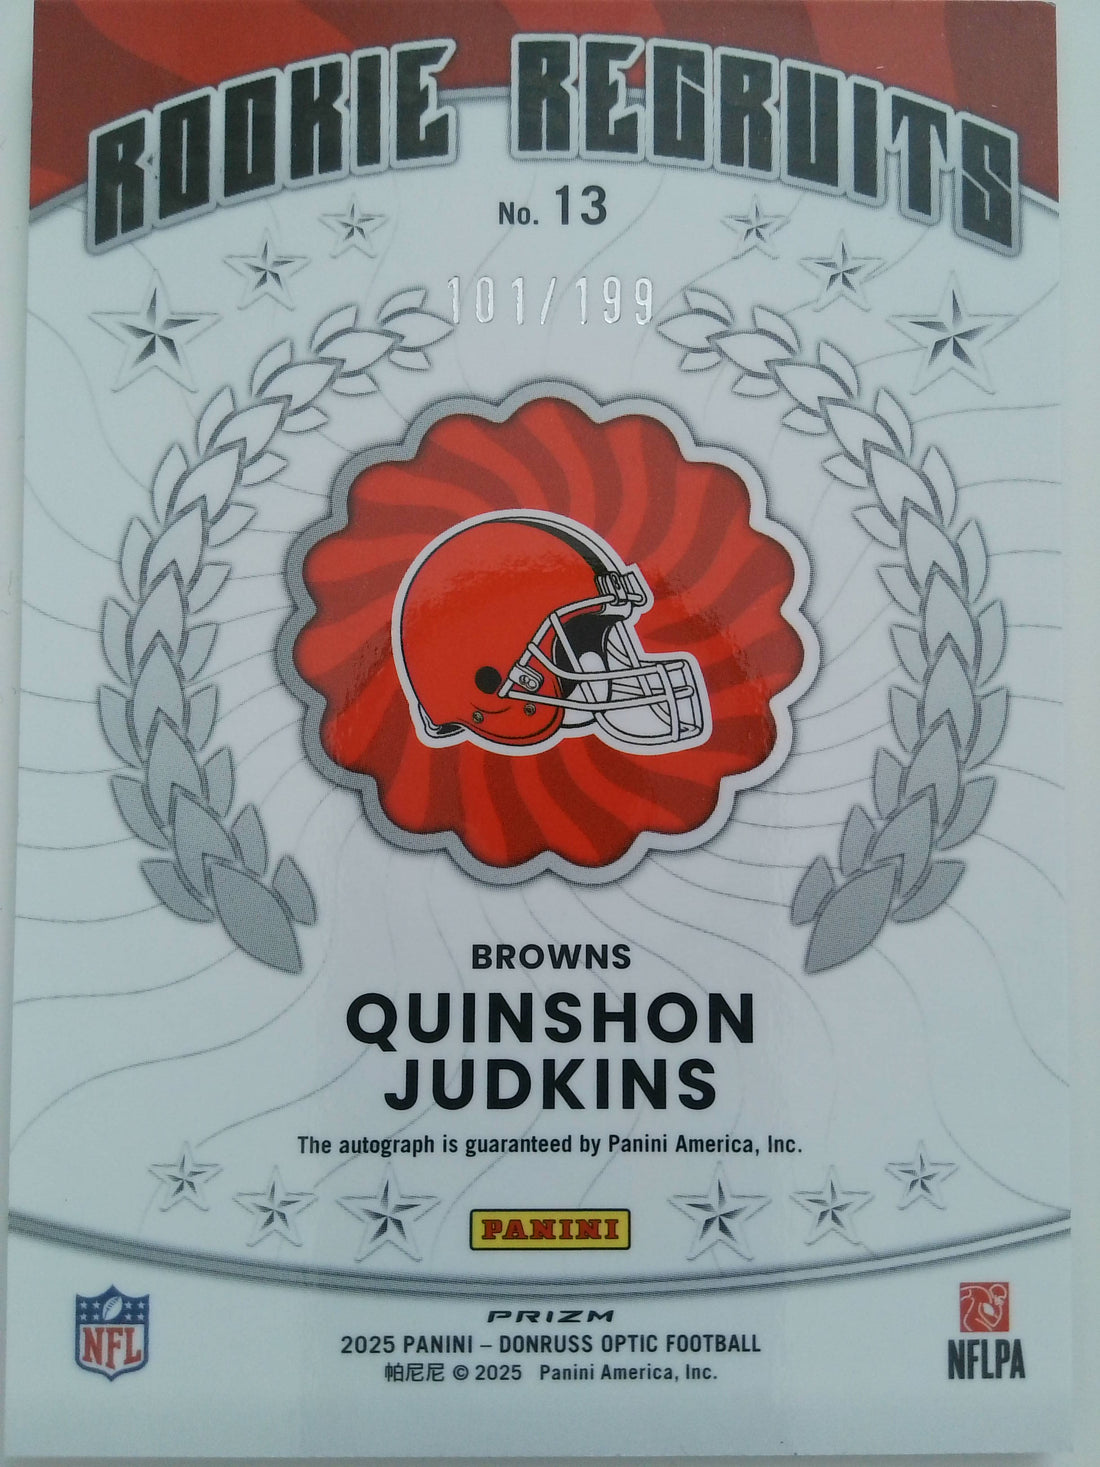 ROOKIE RECRUITS
No. 13
101/199
BROWNS
QUINSHON
JUDKINS
The autograph is guaranteed by Panini America, Inc.
PANINI
PRIZM
NFL
2025 PANINI – DONRUSS OPTIC FOOTBALL
NFLPA
帕尼尼 © 2025 Panini America, Inc.